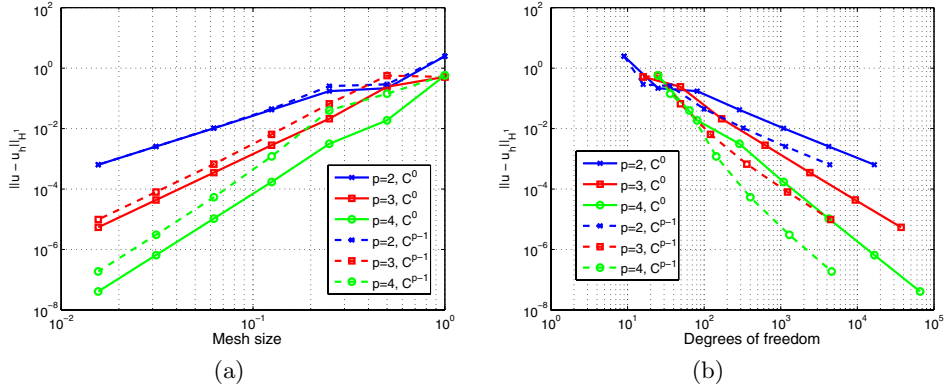 10^2
10^0
10^-2
10^-4
10^-6
10^-8
||u − u_h||_H^1
p=2, C^0
p=3, C^0
p=4, C^0
p=2, C^p−1
p=3, C^p−1
p=4, C^p−1
10^-2
10^-1
10^0
Mesh size
(a)
10^2
10^0
10^-2
10^-4
10^-6
10^-8
||u − u_h||_H^1
p=2, C^0
p=3, C^0
p=4, C^0
p=2, C^p−1
p=3, C^p−1
p=4, C^p−1
10^0
10^1
10^2
10^3
10^4
10^5
Degrees of freedom
(b)